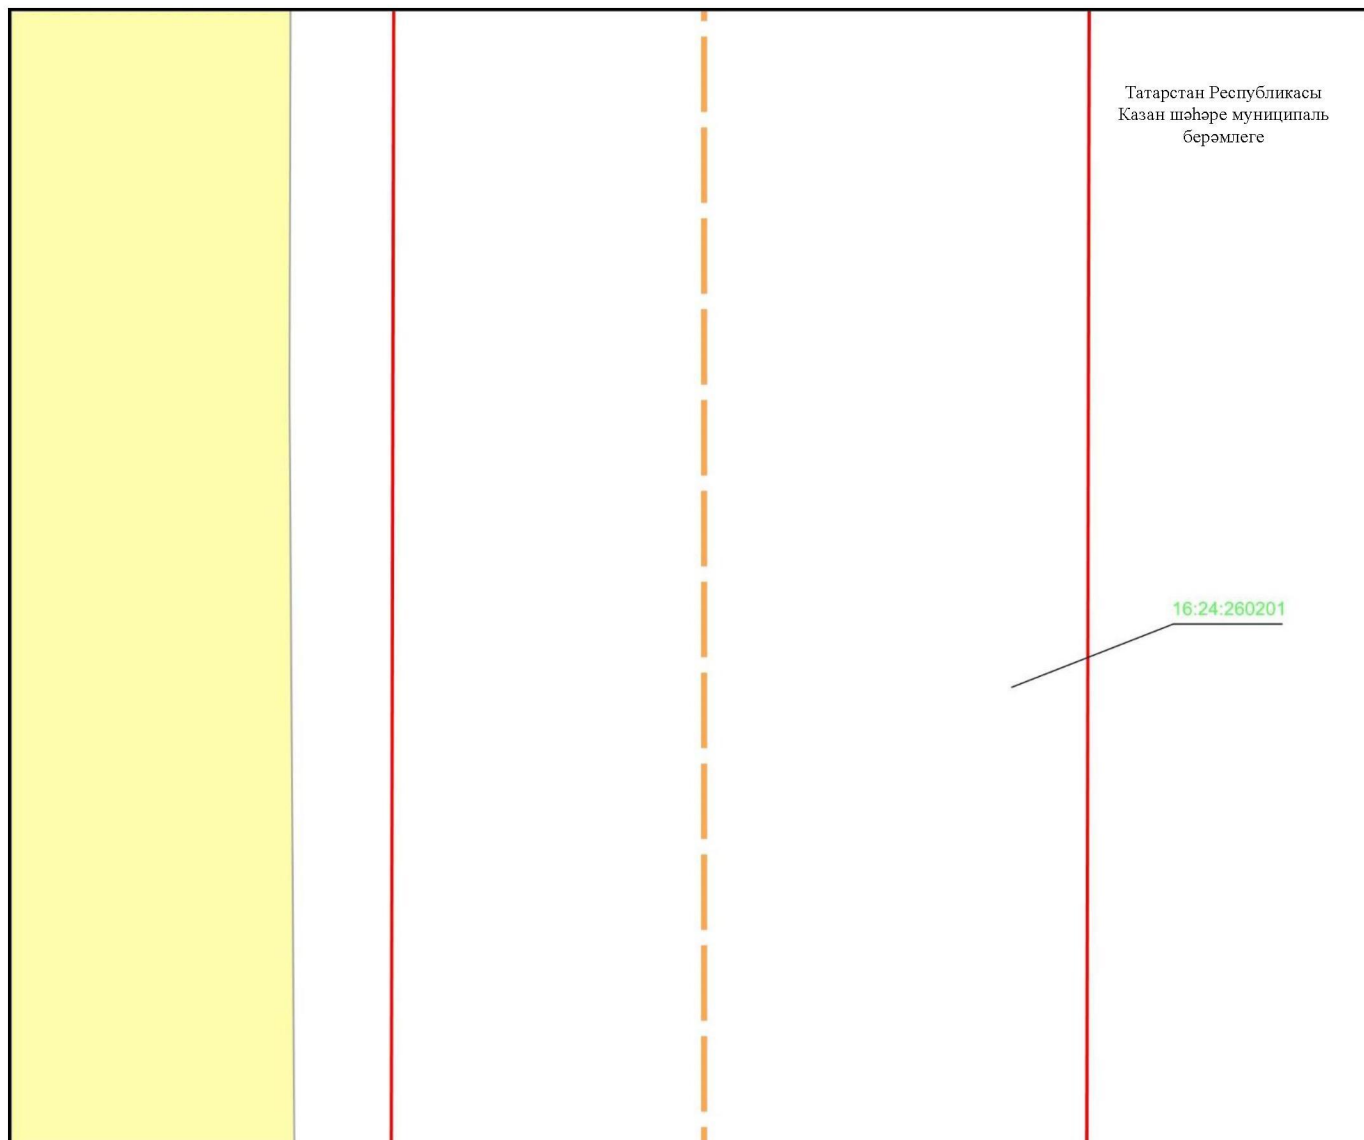 Татарстан Республикасы
Казан шәһәре муниципаль
берәмлеге
16:24:260201